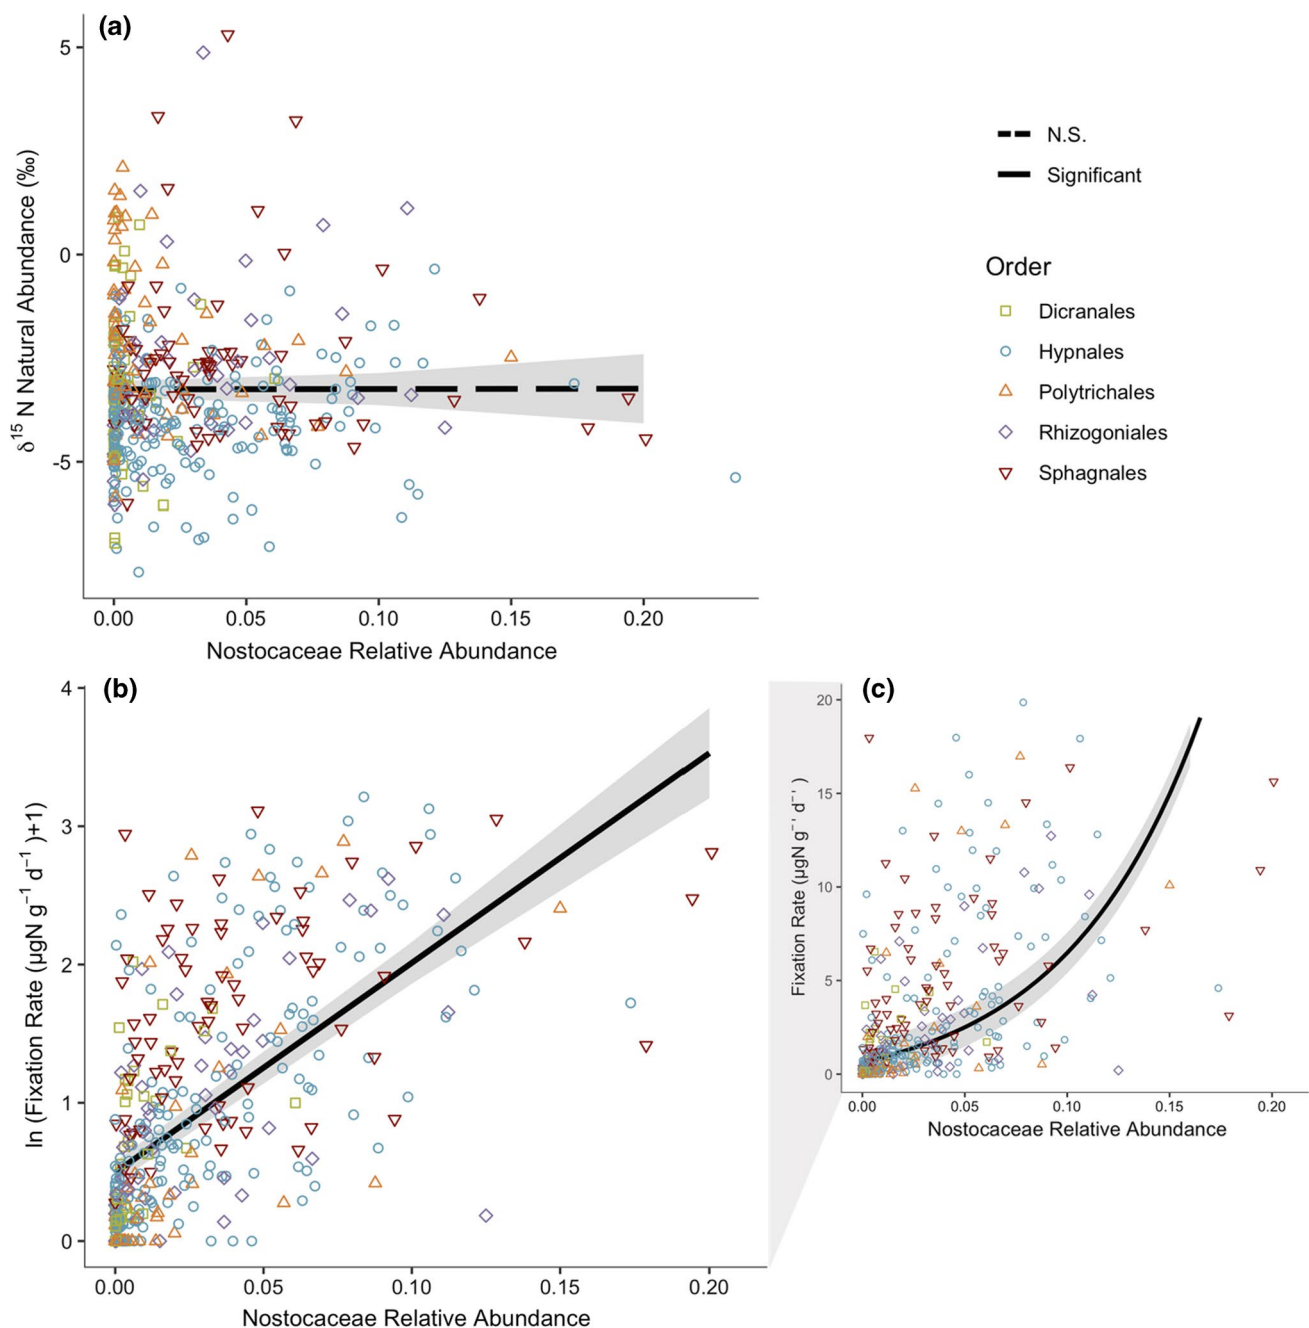 (a)
δ¹⁵ N Natural Abundance (‰)
5
0
-5
0.00 0.05 0.10 0.15 0.20
Nostocaceae Relative Abundance
N.S.
Significant
Order
Dicranales
Hypnales
Polytrichales
Rhizogoniales
Sphagnales
(b)
ln (Fixation Rate (µgN g⁻¹ d⁻¹ )+1)
4
3
2
1
0
0.00 0.05 0.10 0.15 0.20
Nostocaceae Relative Abundance
(c)
Fixation Rate (µgN g⁻' d⁻' )
20
15
10
5
0
0.00 0.05 0.10 0.15 0.20
Nostocaceae Relative Abundance